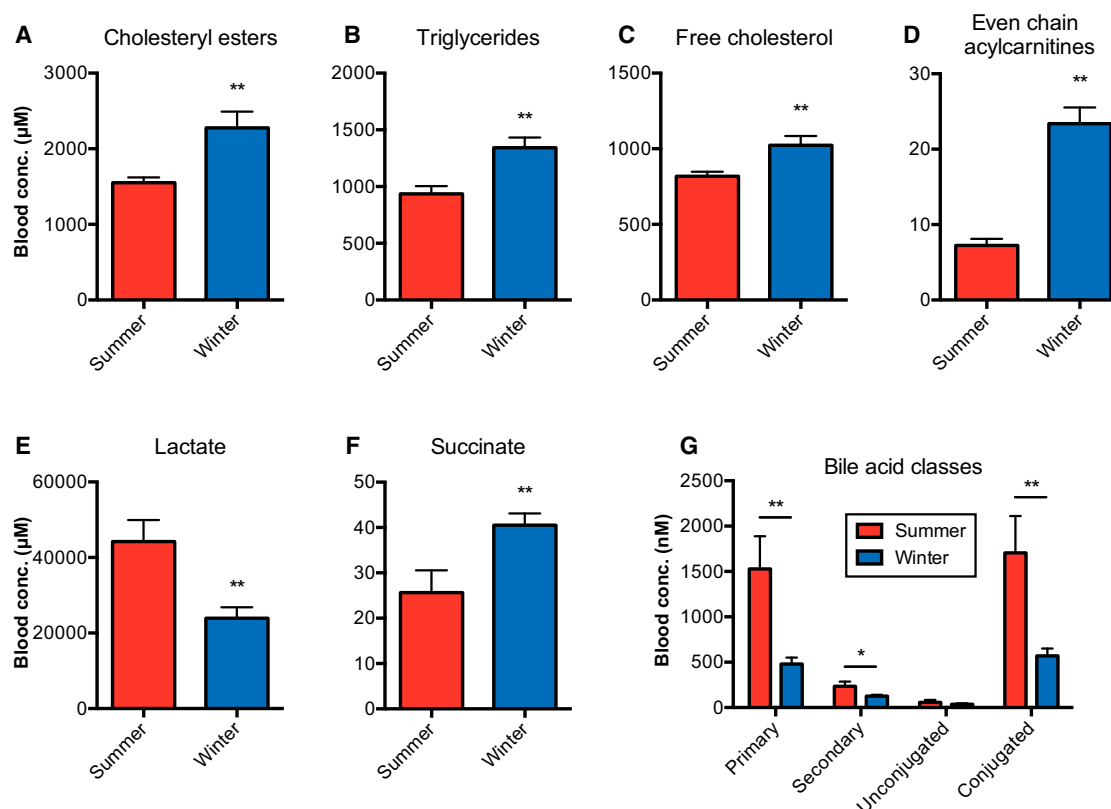 A
Cholesteryl esters
Blood conc. (µM)
3000
2000
1000
0
**
Summer
Winter
B
Triglycerides
2000
1500
1000
500
0
**
Summer
Winter
C
Free cholesterol
1500
1000
500
0
**
Summer
Winter
D
Even chain
acylcarnitines
30
20
10
0
**
Summer
Winter
E
Lactate
Blood conc. (µM)
60000
40000
20000
0
**
Summer
Winter
F
Succinate
50
40
30
20
10
0
**
Summer
Winter
G
Bile acid classes
Blood conc. (nM)
2500
2000
1500
1000
500
0
Summer
Winter
**
*
**
Primary
Secondary
Unconjugated
Conjugated